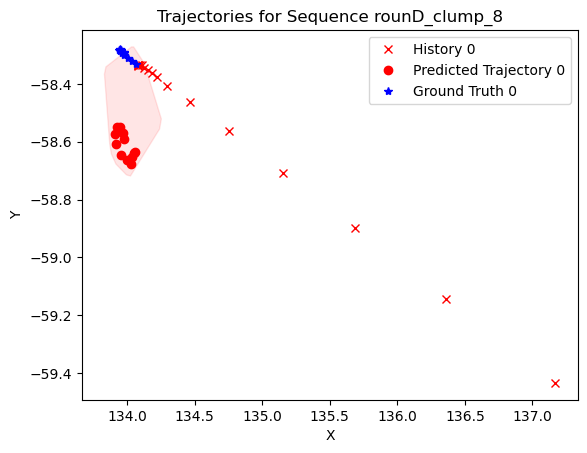 Trajectories for Sequence rounD_clump_8
History 0
Predicted Trajectory 0
Ground Truth 0
Y
−58.4
−58.6
−58.8
−59.0
−59.2
−59.4
134.0 134.5 135.0 135.5 136.0 136.5 137.0
X